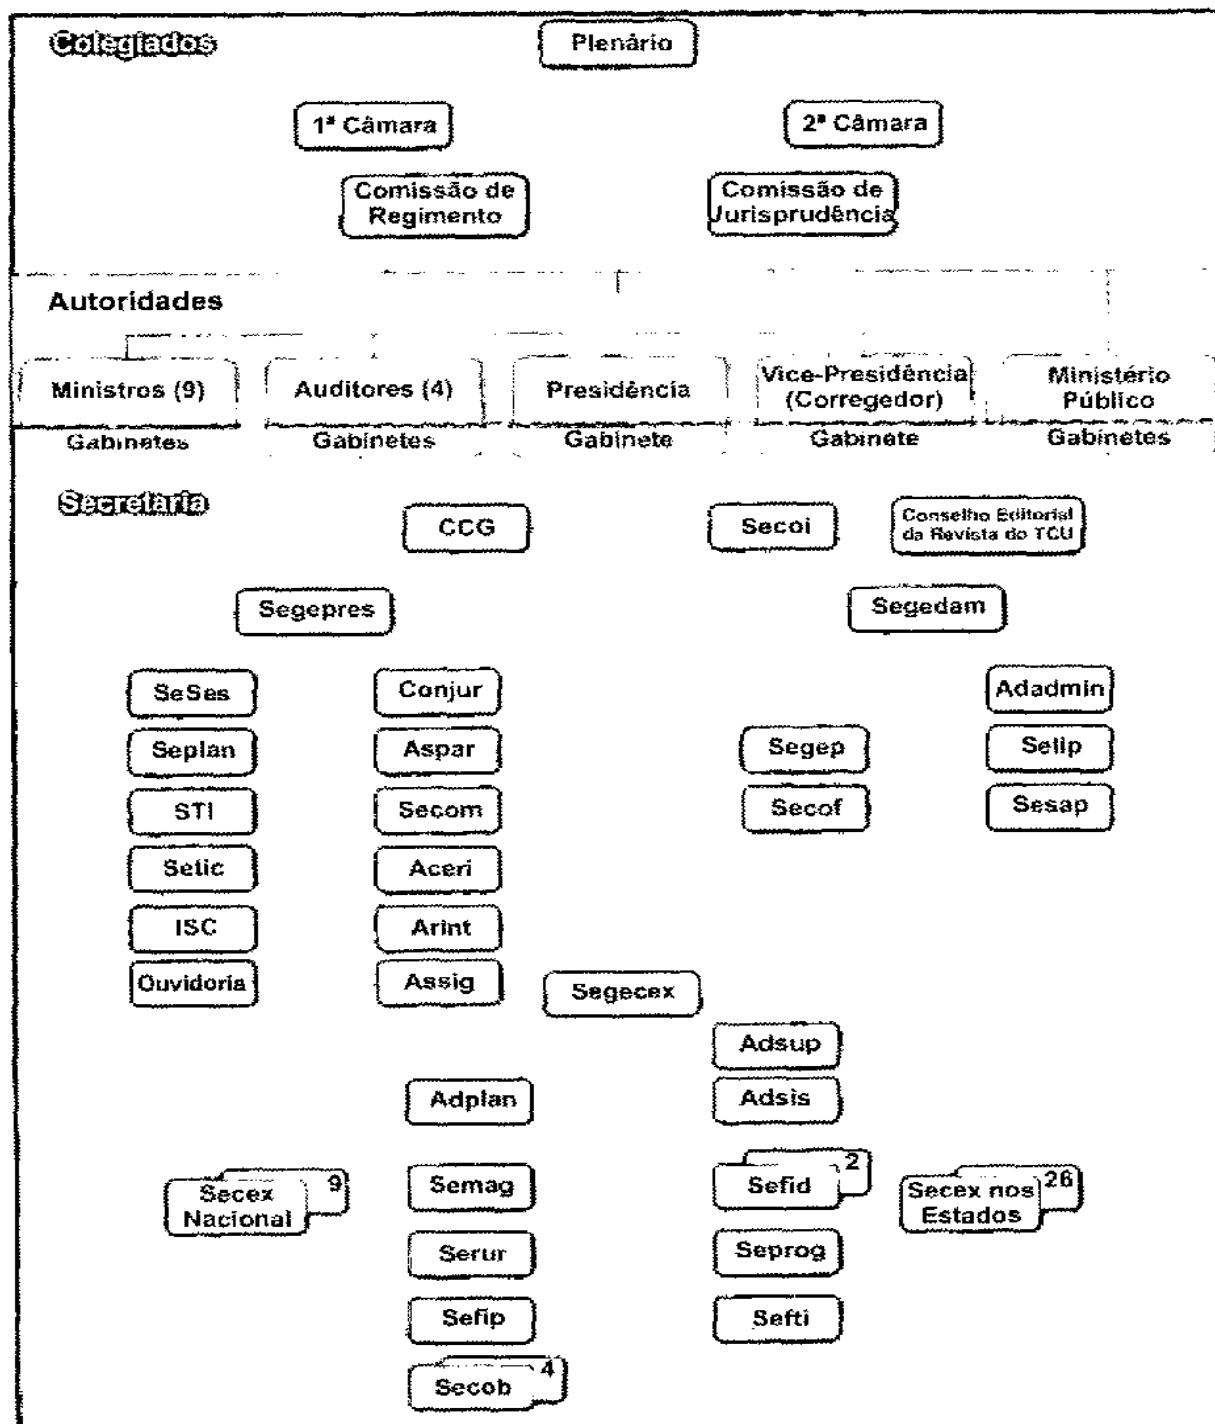 Colegiados
Plenário
1ª Câmara
2ª Câmara
Comissão de
Regimento
Comissão de
Jurisprudência
Autoridades
Ministros (9)
Auditores (4)
Presidência
Vice-Presidência
(Corregedor)
Ministério
Público
Gabinetes
Gabinetes
Gabinete
Gabinete
Gabinetes
Secretaria
CCG
Secoi
Conselho Editorial
da Revista do TCU
Segepres
Segedam
SeSes
Conjur
Adadmin
Seplan
Aspar
Segep
Selip
STI
Secom
Secof
Sesap
Setic
Aceri
ISC
Arint
Ouvidoria
Assig
Segecex
Adsup
Adplan
Adsis
Secex
Nacional
9
Semag
Sefid
2
Secex nos
Estados
26
Serur
Seprog
Sefip
Sefti
Secob
4